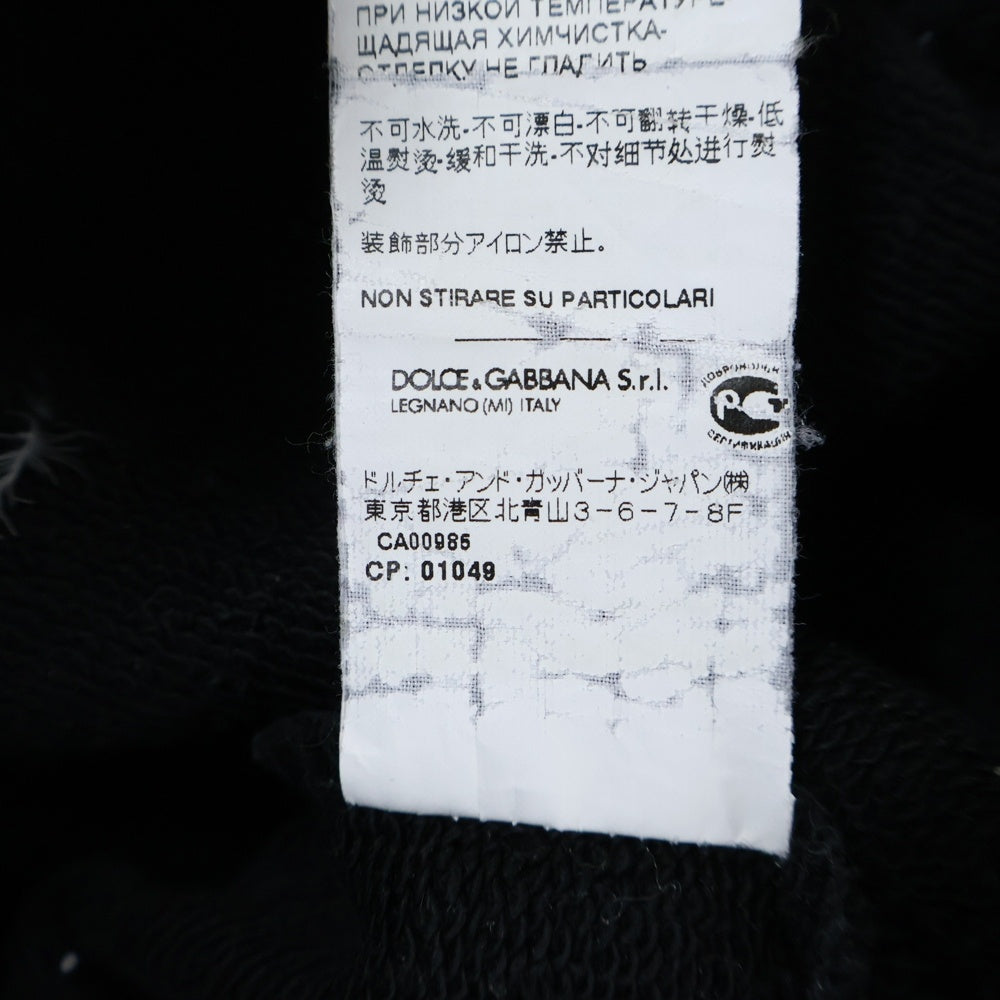 ПРИ НИЗКОЙ ТЕМПЕРАТУРЕ-
ЩАДЯЩАЯ ХИМЧИСТКА-
ОТДЕЛКУ НЕ ГЛАДИТЬ
不可水洗-不可漂白-不可翻转干燥-低
温熨烫-缓和干洗-不对细节处进行熨
烫
装飾部分アイロン禁止。
NON STIRARE SU PARTICOLARI
DOLCE & GABBANA S.r.l.
LEGNANO (MI) ITALY
ДОБРОВОЛЬНАЯ
РСТ
СЕРТИФИКАЦИЯ
ドルチェ・アンド・ガッバーナ・ジャパン㈱
東京都港区北青山3-6-7-8F
CA00985
CP: 01049